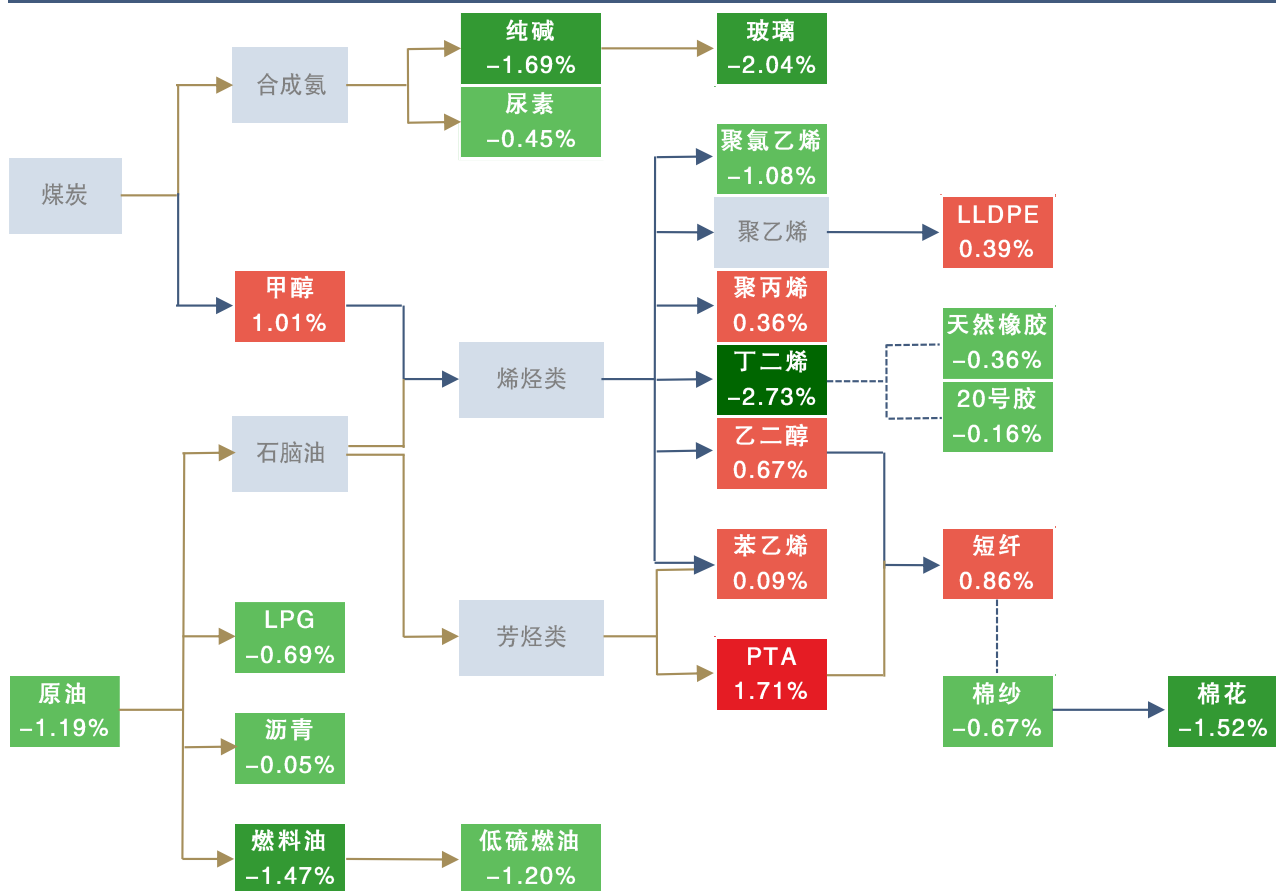 纯碱
-1.69%
玻璃
-2.04%
合成氨
尿素
-0.45%
聚氯乙烯
-1.08%
煤炭
聚乙烯
LLDPE
0.39%
甲醇
1.01%
聚丙烯
0.36%
天然橡胶
-0.36%
烯烃类
丁二烯
-2.73%
20号胶
-0.16%
石脑油
乙二醇
0.67%
苯乙烯
0.09%
短纤
0.86%
LPG
-0.69%
芳烃类
PTA
1.71%
原油
-1.19%
沥青
-0.05%
棉纱
-0.67%
棉花
-1.52%
燃料油
-1.47%
低硫燃油
-1.20%